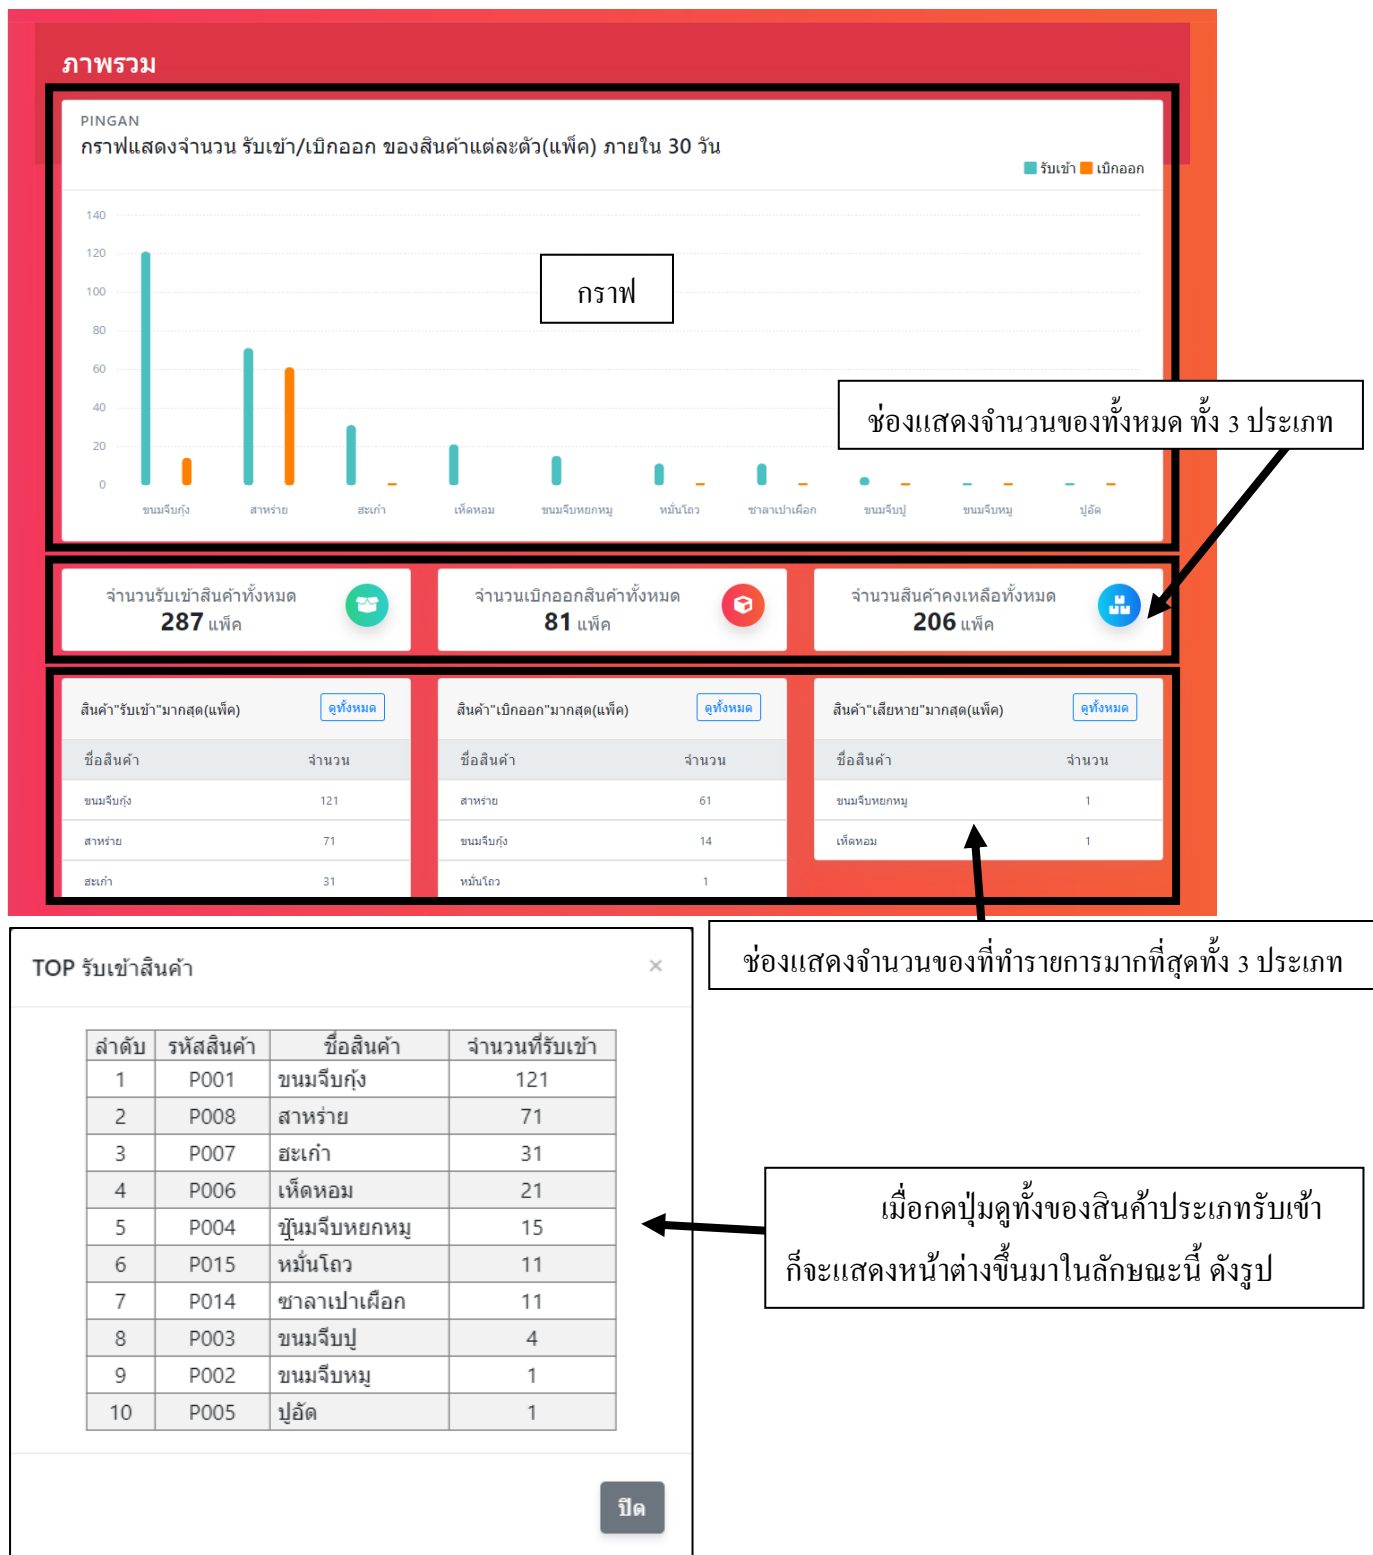 ภาพรวม
PINGAN
กราฟแสดงจำนวน รับเข้า/เบิกออก ของสินค้าแต่ละตัว(แพ็ค) ภายใน 30 วัน
รับเข้า เบิกออก
140
120
100
80
60
40
20
0
กราฟ
ช่องแสดงจำนวนของทั้งหมด ทั้ง 3 ประเภท
ขนมจีบกุ้ง สาหร่าย ฮะเก๋า เห็ดหอม ขนมจีบหยกหมู หมั่นโถว ซาลาเปาเผือก ขนมจีบปู ขนมจีบหมู ปูอัด
จำนวนรับเข้าสินค้าทั้งหมด
287 แพ็ค
จำนวนเบิกออกสินค้าทั้งหมด
81 แพ็ค
จำนวนสินค้าคงเหลือทั้งหมด
206 แพ็ค
สินค้า"รับเข้า"มากสุด(แพ็ค) ดูทั้งหมด
ชื่อสินค้า จำนวน
ขนมจีบกุ้ง 121
สาหร่าย 71
ฮะเก๋า 31
สินค้า"เบิกออก"มากสุด(แพ็ค) ดูทั้งหมด
ชื่อสินค้า จำนวน
สาหร่าย 61
ขนมจีบกุ้ง 14
หมั่นโถว 1
สินค้า"เสียหาย"มากสุด(แพ็ค) ดูทั้งหมด
ชื่อสินค้า จำนวน
ขนมจีบหยกหมู 1
เห็ดหอม 1
ช่องแสดงจำนวนของที่ทำรายการมากที่สุดทั้ง 3 ประเภท
TOP รับเข้าสินค้า ×
ลำดับ รหัสสินค้า ชื่อสินค้า จำนวนที่รับเข้า
1 P001 ขนมจีบกุ้ง 121
2 P008 สาหร่าย 71
3 P007 ฮะเก๋า 31
4 P006 เห็ดหอม 21
5 P004 ขนมจีบหยกหมู 15
6 P015 หมั่นโถว 11
7 P014 ซาลาเปาเผือก 11
8 P003 ขนมจีบปู 4
9 P002 ขนมจีบหมู 1
10 P005 ปูอัด 1
ปิด
เมื่อกดปุ่มดูทั้งของสินค้าประเภทรับเข้า
ก็จะแสดงหน้าต่างขึ้นมาในลักษณะนี้ ดังรูป